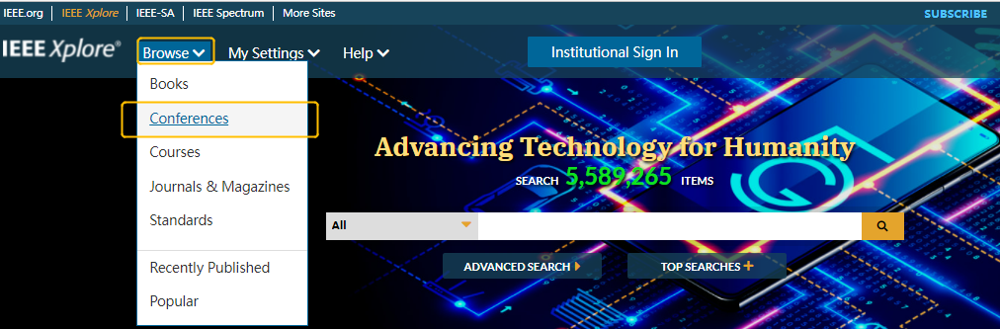 IEEE.org | IEEE Xplore | IEEE-SA | IEEE Spectrum | More Sites SUBSCRIBE
IEEE Xplore® Browse My Settings Help Institutional Sign In
Books
Conferences
Courses
Journals & Magazines
Standards
Recently Published
Popular
Advancing Technology for Humanity
SEARCH 5,589,265 ITEMS
All
ADVANCED SEARCH TOP SEARCHES +
5G